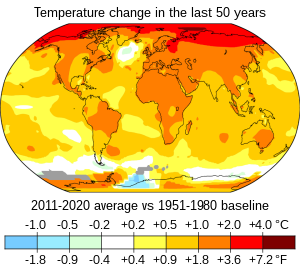 Temperature change in the last 50 years
2011-2020 average vs 1951-1980 baseline
-1.0 -0.5 -0.2 +0.2 +0.5 +1.0 +2.0 +4.0 °C
-1.8 -0.9 -0.4 +0.4 +0.9 +1.8 +3.6 +7.2 °F